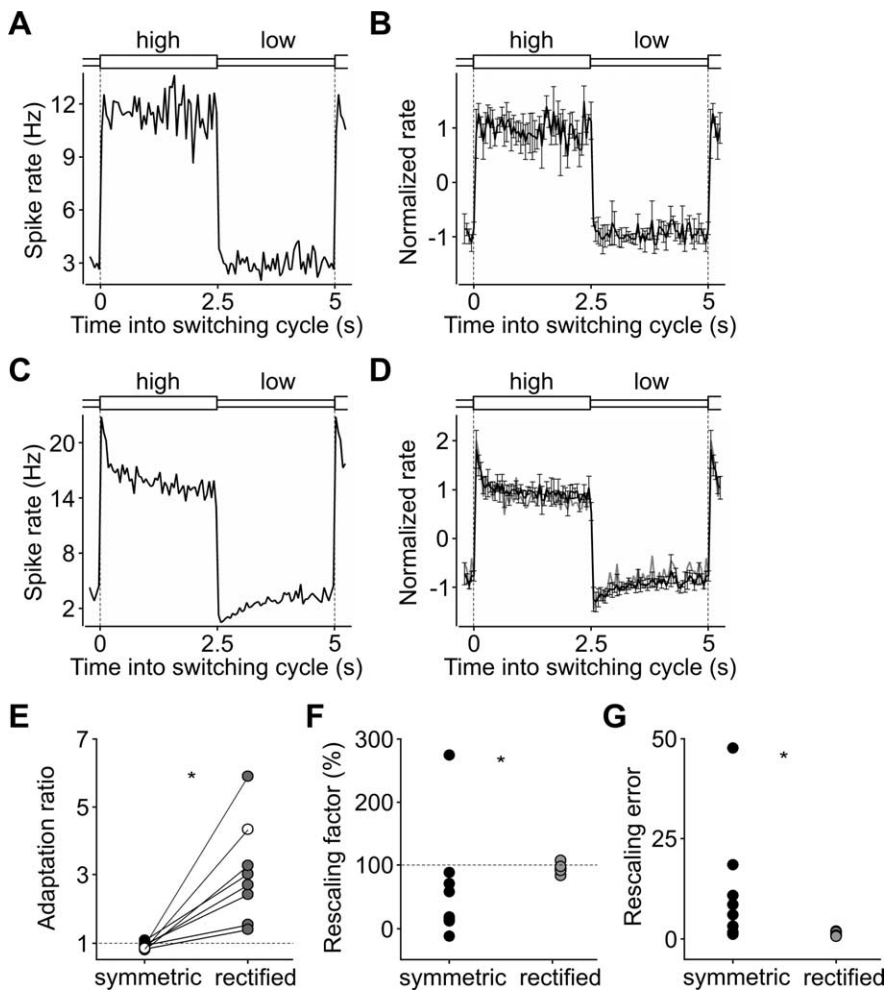 A
B
high low
high low
Spike rate (Hz)
12
9
6
3
0 2.5 5
Time into switching cycle (s)
Normalized rate
1
0
-1
0 2.5 5
Time into switching cycle (s)
C
D
high low
high low
Spike rate (Hz)
20
14
8
2
0 2.5 5
Time into switching cycle (s)
Normalized rate
2
1
0
-1
0 2.5 5
Time into switching cycle (s)
E
F
G
Adaptation ratio
7
5
3
1
*
symmetric rectified
Rescaling factor (%)
300
200
100
0
*
symmetric rectified
Rescaling error
50
25
0
*
symmetric rectified